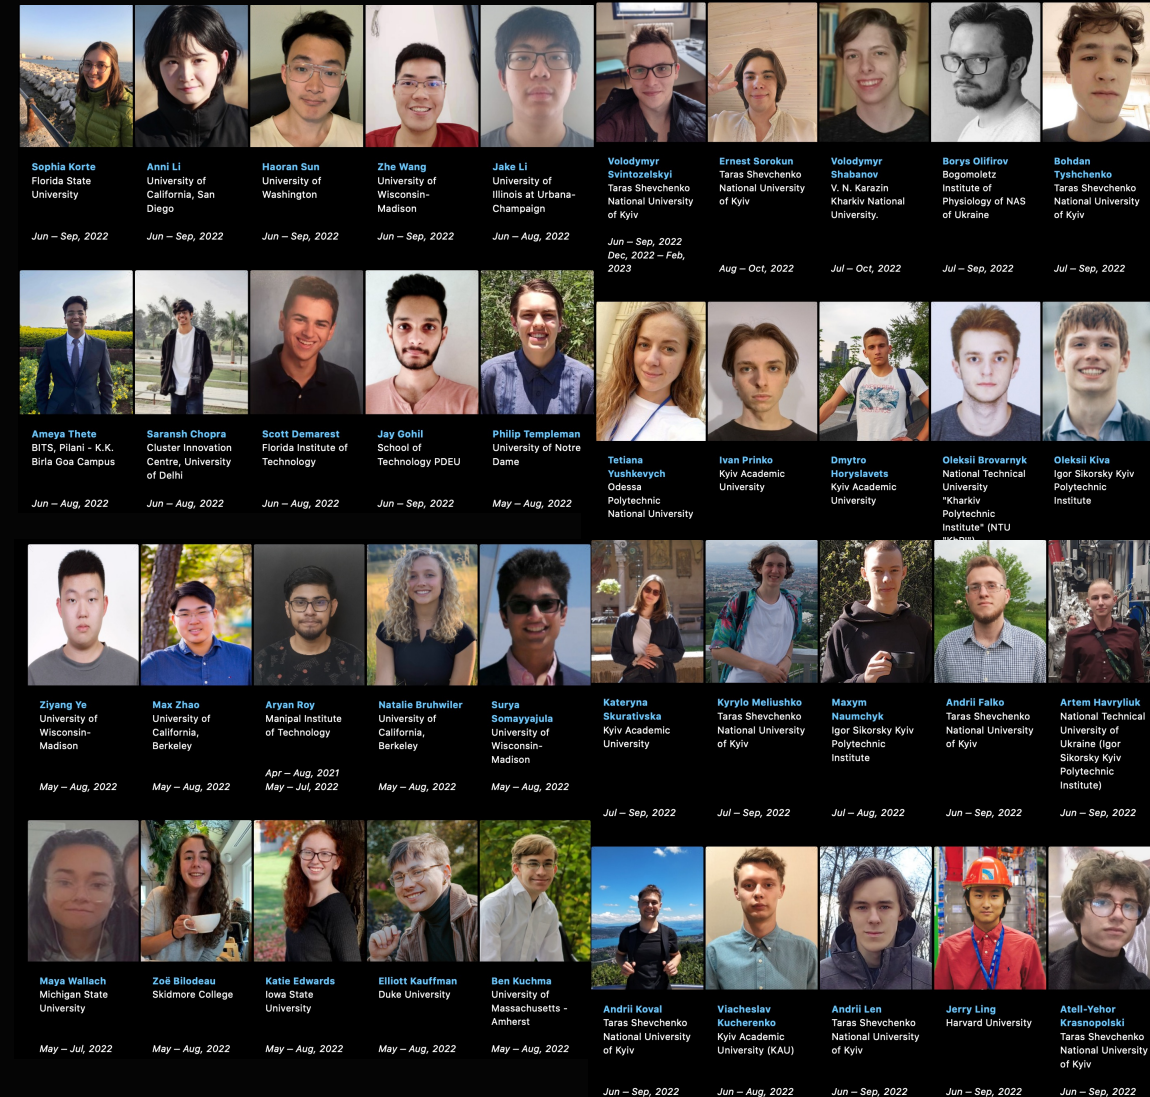 Sophia Korte
Florida State
University
Jun – Sep, 2022
Anni Li
University of
California, San
Diego
Jun – Sep, 2022
Haoran Sun
University of
Washington
Jun – Sep, 2022
Zhe Wang
University of
Wisconsin-
Madison
Jun – Sep, 2022
Jake Li
University of
Illinois at Urbana-
Champaign
Jun – Aug, 2022
Volodymyr
Svintozelskyi
Taras Shevchenko
National University
of Kyiv
Jun – Sep, 2022
Dec, 2022 – Feb,
2023
Ernest Sorokun
Taras Shevchenko
National University
of Kyiv
Aug – Oct, 2022
Volodymyr
Shabanov
V. N. Karazin
Kharkiv National
University.
Jul – Oct, 2022
Borys Olifirov
Bogomoletz
Institute of
Physiology of NAS
of Ukraine
Jul – Sep, 2022
Bohdan
Tyshchenko
Taras Shevchenko
National University
of Kyiv
Jul – Sep, 2022
Ameya Thete
BITS, Pilani - K.K.
Birla Goa Campus
Jun – Aug, 2022
Saransh Chopra
Cluster Innovation
Centre, University
of Delhi
Jun – Aug, 2022
Scott Demarest
Florida Institute of
Technology
Jun – Aug, 2022
Jay Gohil
School of
Technology PDEU
Jun – Sep, 2022
Philip Templeman
University of Notre
Dame
May – Aug, 2022
Tetiana
Yushkevych
Odessa
Polytechnic
National University
Ivan Prinko
Kyiv Academic
University
Dmytro
Horyslavets
Kyiv Academic
University
Oleksii Brovarnyk
National Technical
University
"Kharkiv
Polytechnic
Institute" (NTU
"KhPI")
Oleksii Kiva
Igor Sikorsky Kyiv
Polytechnic
Institute
Ziyang Ye
University of
Wisconsin-
Madison
May – Aug, 2022
Max Zhao
University of
California,
Berkeley
May – Aug, 2022
Aryan Roy
Manipal Institute
of Technology
Apr – Aug, 2021
May – Jul, 2022
Natalie Bruhwiler
University of
California,
Berkeley
May – Aug, 2022
Surya
Somayyajula
University of
Wisconsin-
Madison
May – Aug, 2022
Kateryna
Skurativska
Kyiv Academic
University
Jul – Sep, 2022
Kyrylo Meliushko
Taras Shevchenko
National University
of Kyiv
Jul – Sep, 2022
Maxym
Naumchyk
Igor Sikorsky Kyiv
Polytechnic
Institute
Jul – Aug, 2022
Andrii Falko
Taras Shevchenko
National University
of Kyiv
Jun – Sep, 2022
Artem Havryliuk
National Technical
University of
Ukraine (Igor
Sikorsky Kyiv
Polytechnic
Institute)
Jun – Sep, 2022
Maya Wallach
Michigan State
University
May – Jul, 2022
Zoë Bilodeau
Skidmore College
May – Aug, 2022
Katie Edwards
Iowa State
University
May – Aug, 2022
Elliott Kauffman
Duke University
May – Aug, 2022
Ben Kuchma
University of
Massachusetts -
Amherst
May – Aug, 2022
Andrii Koval
Taras Shevchenko
National University
of Kyiv
Jun – Sep, 2022
Viacheslav
Kucherenko
Kyiv Academic
University (KAU)
Jun – Aug, 2022
Andrii Len
Taras Shevchenko
National University
of Kyiv
Jun – Sep, 2022
Jerry Ling
Harvard University
Jun – Sep, 2022
Atell-Yehor
Krasnopolski
Taras Shevchenko
National University
of Kyiv
Jun – Sep, 2022